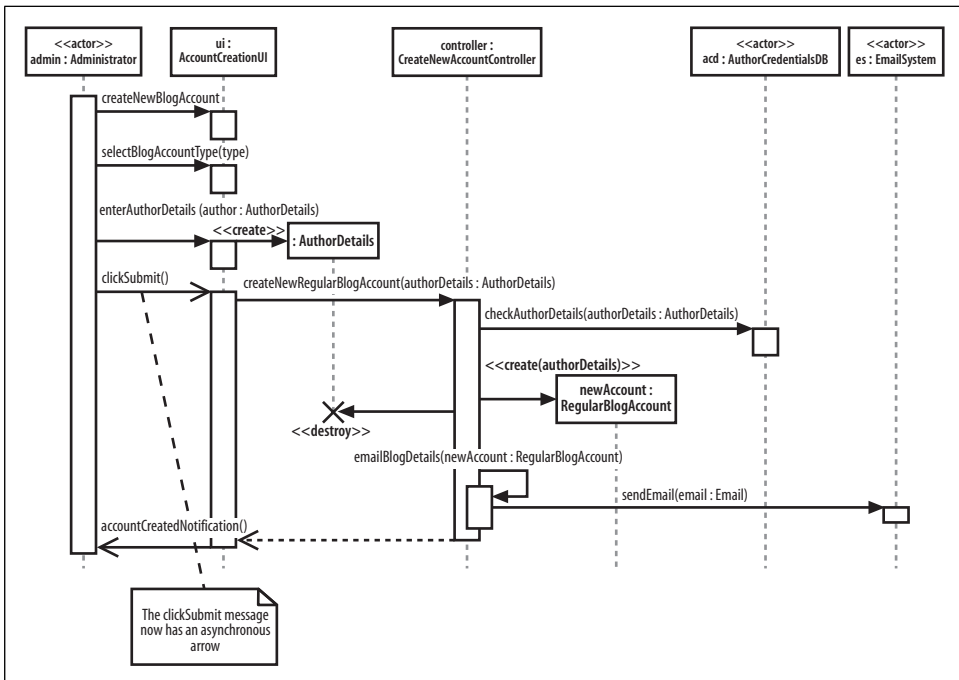 <<actor>>
admin : Administrator
ui :
AccountCreationUI
controller :
CreateNewAccountController
<<actor>>
acd : AuthorCredentialsDB
<<actor>>
es : EmailSystem
createNewBlogAccount
selectBlogAccountType(type)
enterAuthorDetails (author : AuthorDetails)
<<create>>
: AuthorDetails
clickSubmit()
createNewRegularBlogAccount(authorDetails : AuthorDetails)
checkAuthorDetails(authorDetails : AuthorDetails)
<<create(authorDetails)>>
newAccount :
RegularBlogAccount
<<destroy>>
emailBlogDetails(newAccount : RegularBlogAccount)
sendEmail(email : Email)
accountCreatedNotification()
The clickSubmit message
now has an asynchronous
arrow